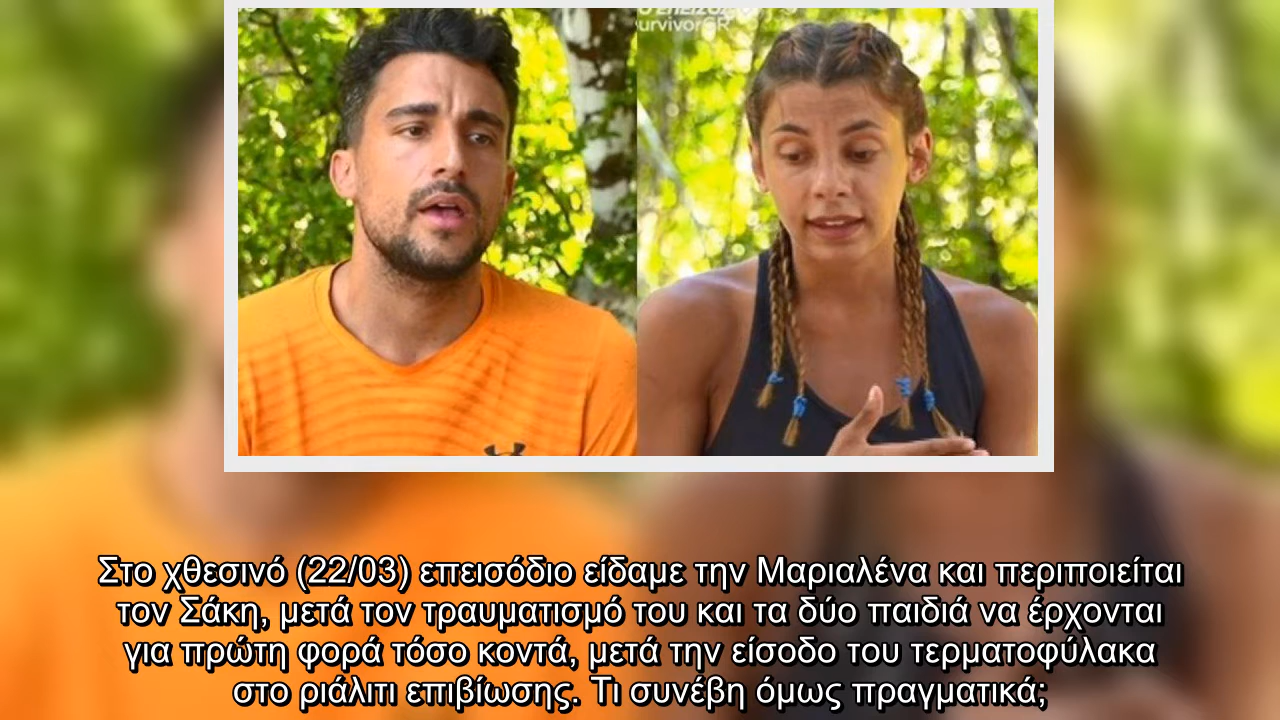 Ο ΕΠΕΙΣΟΔ
urvivorGR
Στο χθεσινό (22/03) επεισόδιο είδαμε την Μαριαλένα και περιποιείται
τον Σάκη, μετά τον τραυματισμό του και τα δύο παιδιά να έρχονται
για πρώτη φορά τόσο κοντά, μετά την είσοδο του τερματοφύλακα
στο ριάλιτι επιβίωσης. Τι συνέβη όμως πραγματικά;